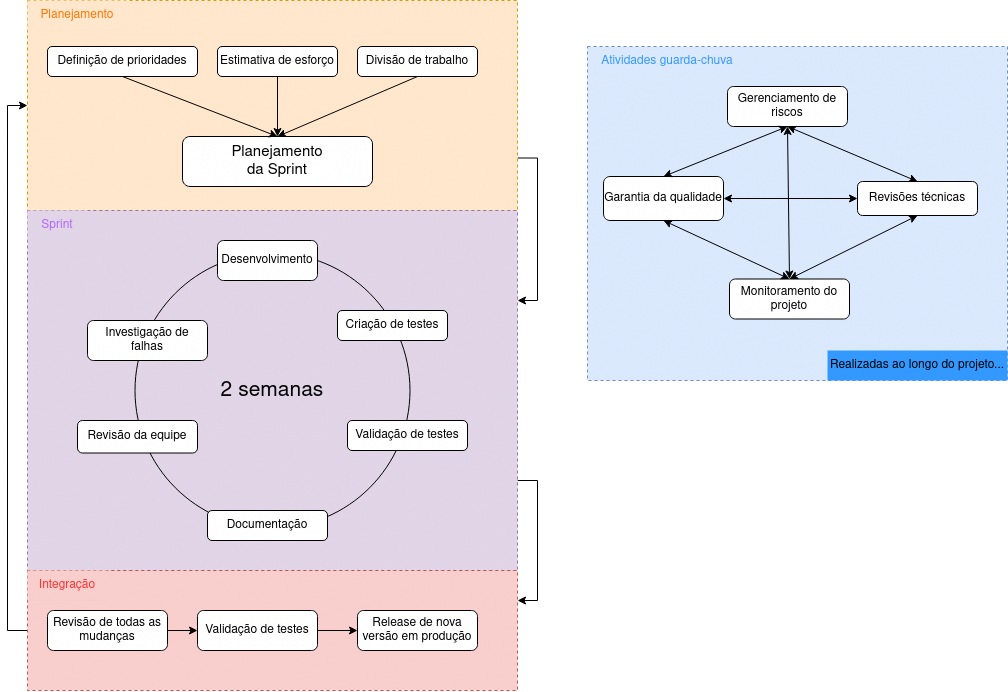 Planejamento
Definição de prioridades
Estimativa de esforço
Divisão de trabalho
Planejamento
da Sprint
Sprint
Desenvolvimento
Criação de testes
Investigação de
falhas
2 semanas
Revisão da equipe
Validação de testes
Documentação
Integração
Revisão de todas as
mudanças
Validação de testes
Release de nova
versão em produção
Atividades guarda-chuva
Gerenciamento de
riscos
Garantia da qualidade
Revisões técnicas
Monitoramento do
projeto
Realizadas ao longo do projeto...